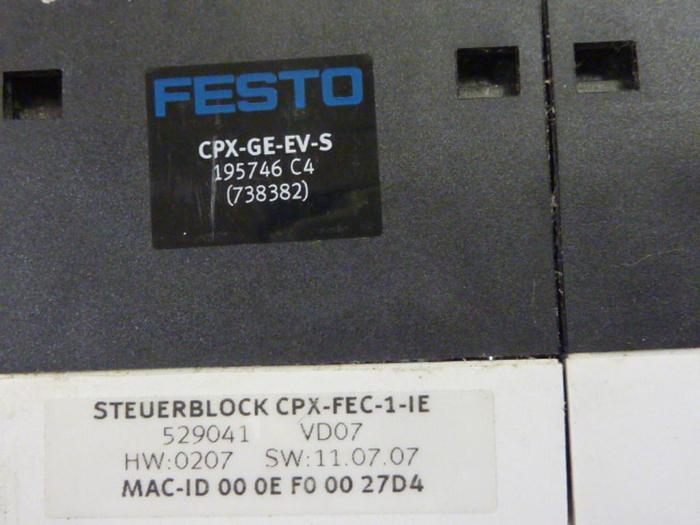 FESTO
CPX-GE-EV-S
195746 C4
(738382)
STEUERBLOCK CPX-FEC-1-IE
529041 VD07
HW:0207 SW:11.07.07
MAC-ID 00 0E F0 00 27D4